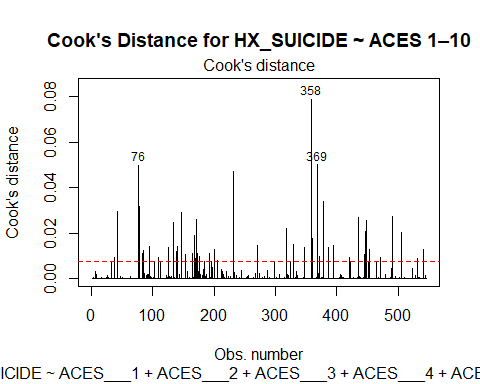 Cook's Distance for HX_SUICIDE ~ ACES 1–10
Cook's distance
Cook's distance
0.00 0.02 0.04 0.06 0.08
76
358
369
0 100 200 300 400 500
Obs. number
ICIDE ~ ACES___1 + ACES___2 + ACES___3 + ACES___4 + ACE